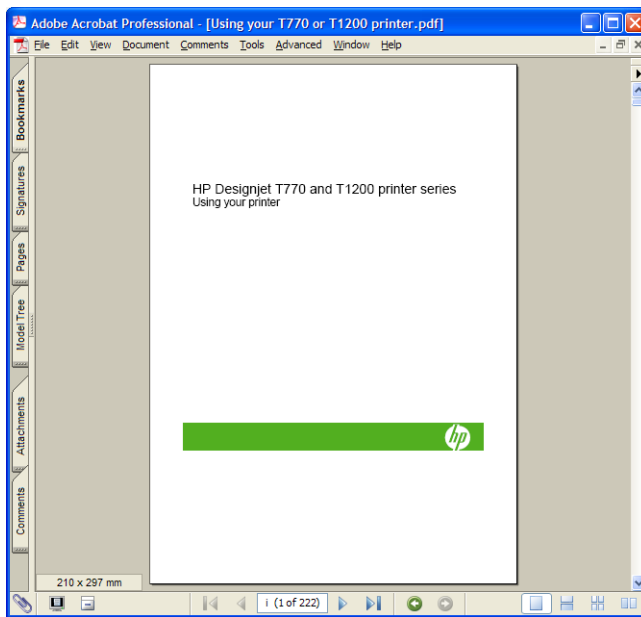 Adobe Acrobat Professional - [Using your T770 or T1200 printer.pdf]
File Edit View Document Comments Tools Advanced Window Help
Bookmarks
Signatures
Pages
Model Tree
Attachments
Comments
HP Designjet T770 and T1200 printer series
Using your printer
hp
210 x 297 mm
i (1 of 222)